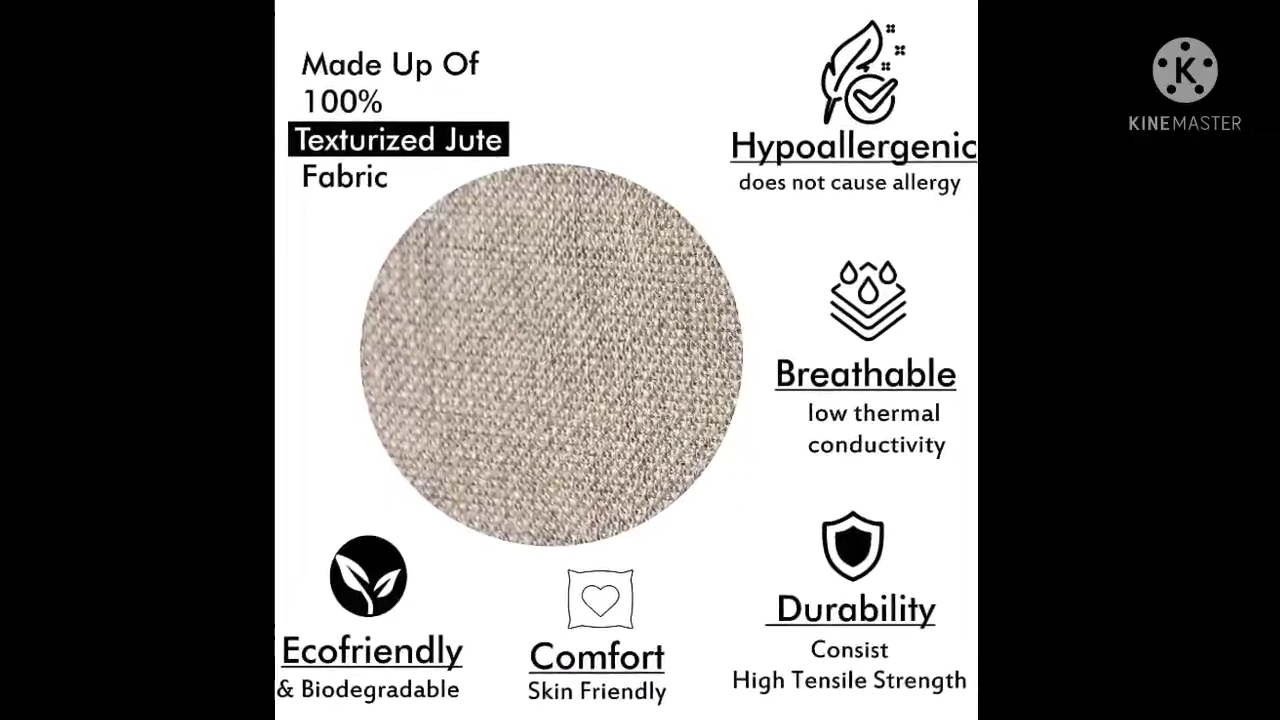 Made Up Of
100%
Texturized Jute
Fabric
Hypoallergenic
does not cause allergy
Breathable
low thermal
conductivity
Durability
Consist
High Tensile Strength
Comfort
Skin Friendly
Ecofriendly
& Biodegradable
K
KINEMASTER